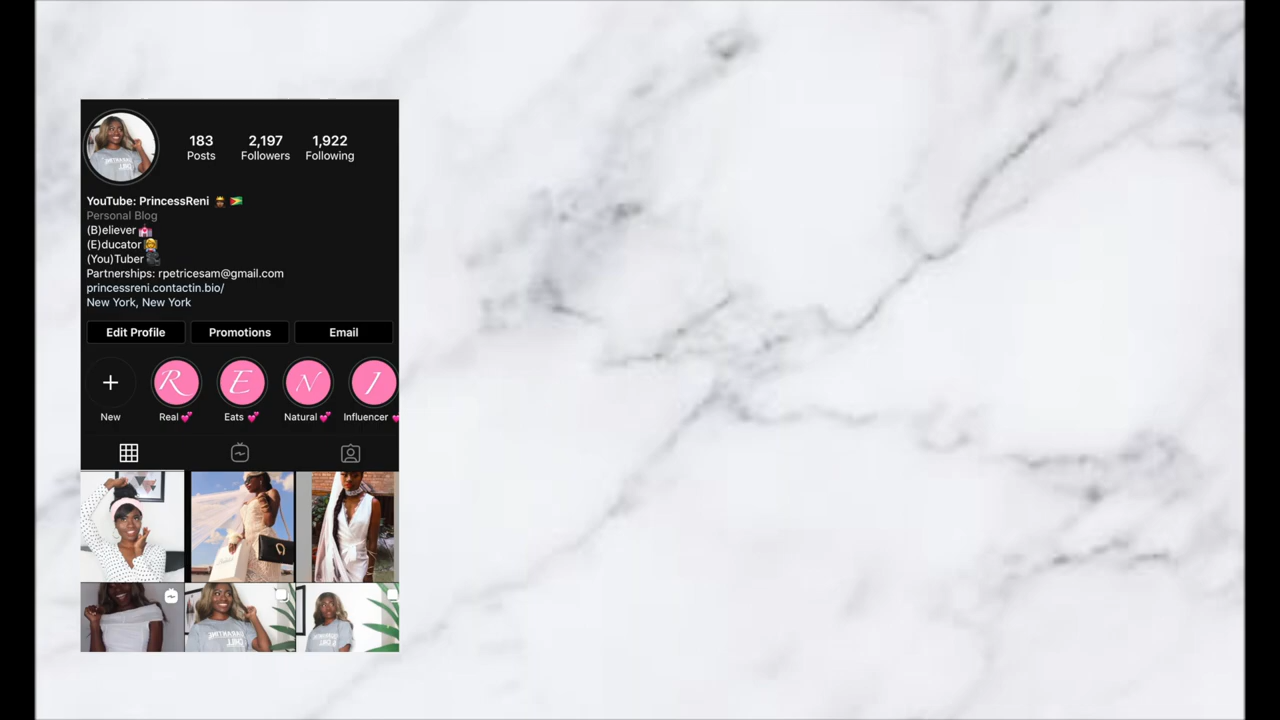 183 2,197 1,922
Posts Followers Following
YouTube: PrincessReni
Personal Blog
(B)eliever
(E)ducator
(You)Tuber
Partnerships: rpetricesam@gmail.com
princessreni.contactin.bio/
New York, New York
Edit Profile Promotions Email
R E N I
New Real Eats Natural Influencer